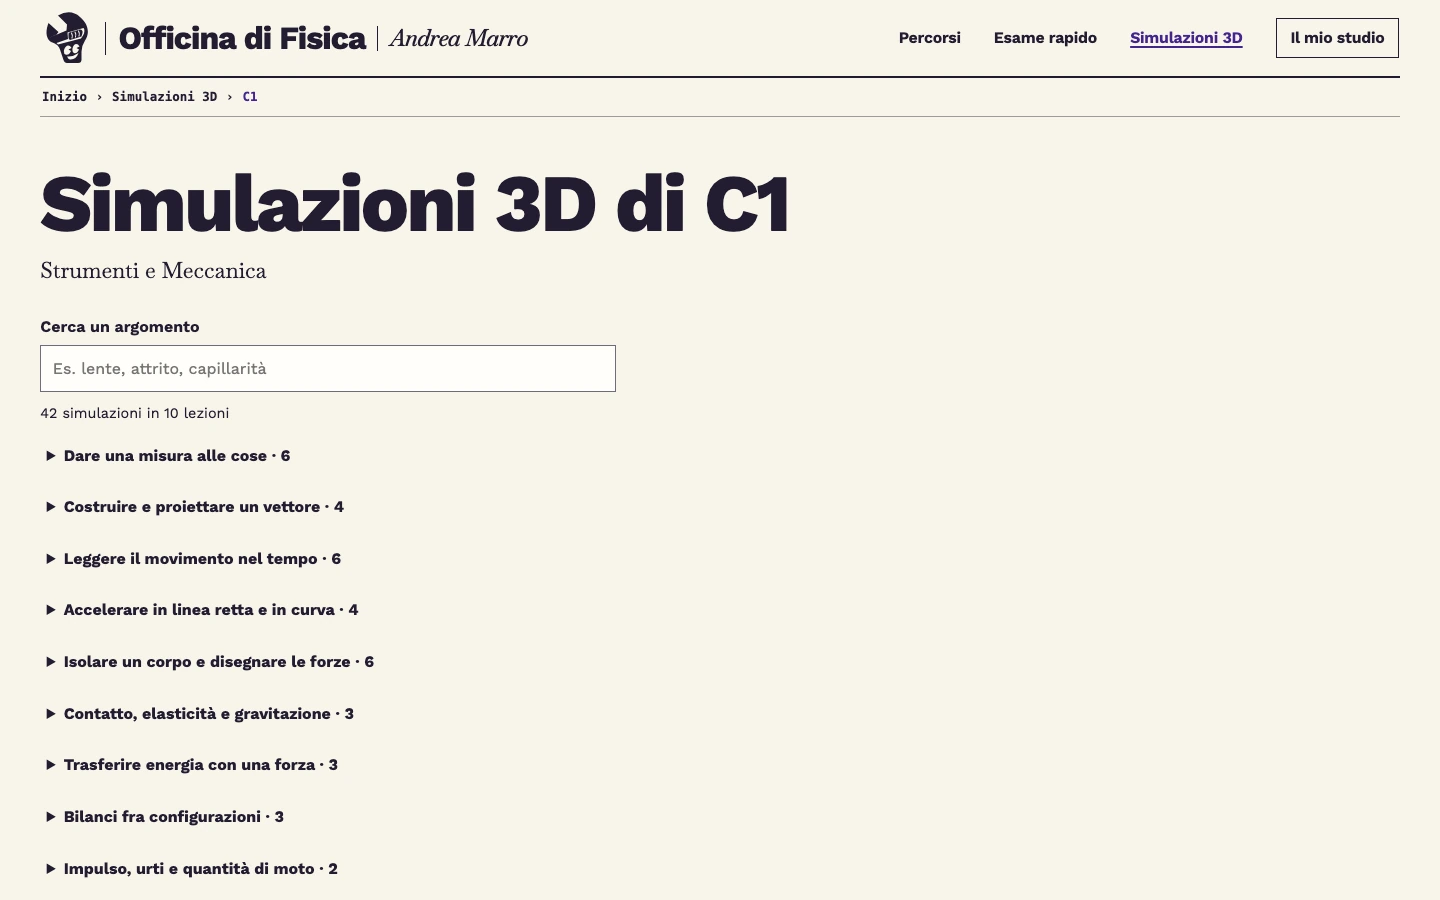 Officina di Fisica
Andrea Marro
Percorsi
Esame rapido
Simulazioni 3D
Il mio studio
Inizio › Simulazioni 3D › C1
Simulazioni 3D di C1
Strumenti e Meccanica
Cerca un argomento
Es. lente, attrito, capillarità
42 simulazioni in 10 lezioni
▶ Dare una misura alle cose · 6
▶ Costruire e proiettare un vettore · 4
▶ Leggere il movimento nel tempo · 6
▶ Accelerare in linea retta e in curva · 4
▶ Isolare un corpo e disegnare le forze · 6
▶ Contatto, elasticità e gravitazione · 3
▶ Trasferire energia con una forza · 3
▶ Bilanci fra configurazioni · 3
▶ Impulso, urti e quantità di moto · 2